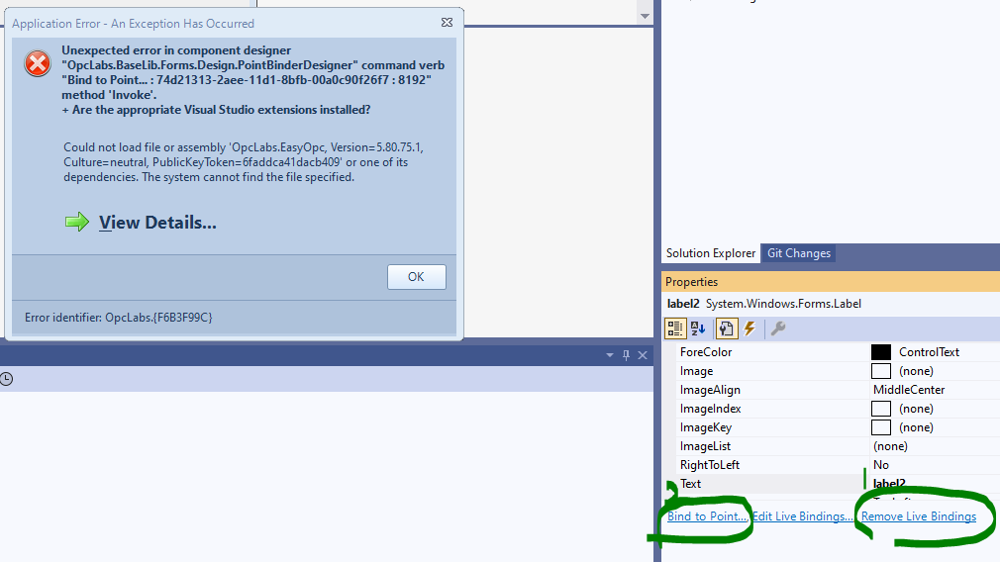 Application Error - An Exception Has Occurred
Unexpected error in component designer
"OpcLabs.BaseLib.Forms.Design.PointBinderDesigner" command verb
"Bind to Point... : 74d21313-2aee-11d1-8bfb-00a0c90f26f7 : 8192"
method 'Invoke'.
+ Are the appropriate Visual Studio extensions installed?
Could not load file or assembly 'OpcLabs.EasyOpc, Version=5.80.75.1,
Culture=neutral, PublicKeyToken=6faddca41dacb409' or one of its
dependencies. The system cannot find the file specified.
View Details...
OK
Error identifier: OpcLabs.{F6B3F99C}
Solution Explorer Git Changes
Properties
label2 System.Windows.Forms.Label
ForeColor ControlText
Image (none)
ImageAlign MiddleCenter
ImageIndex (none)
ImageKey (none)
ImageList (none)
RightToLeft No
Text label2
Bind to Point... Edit Live Bindings... Remove Live Bindings